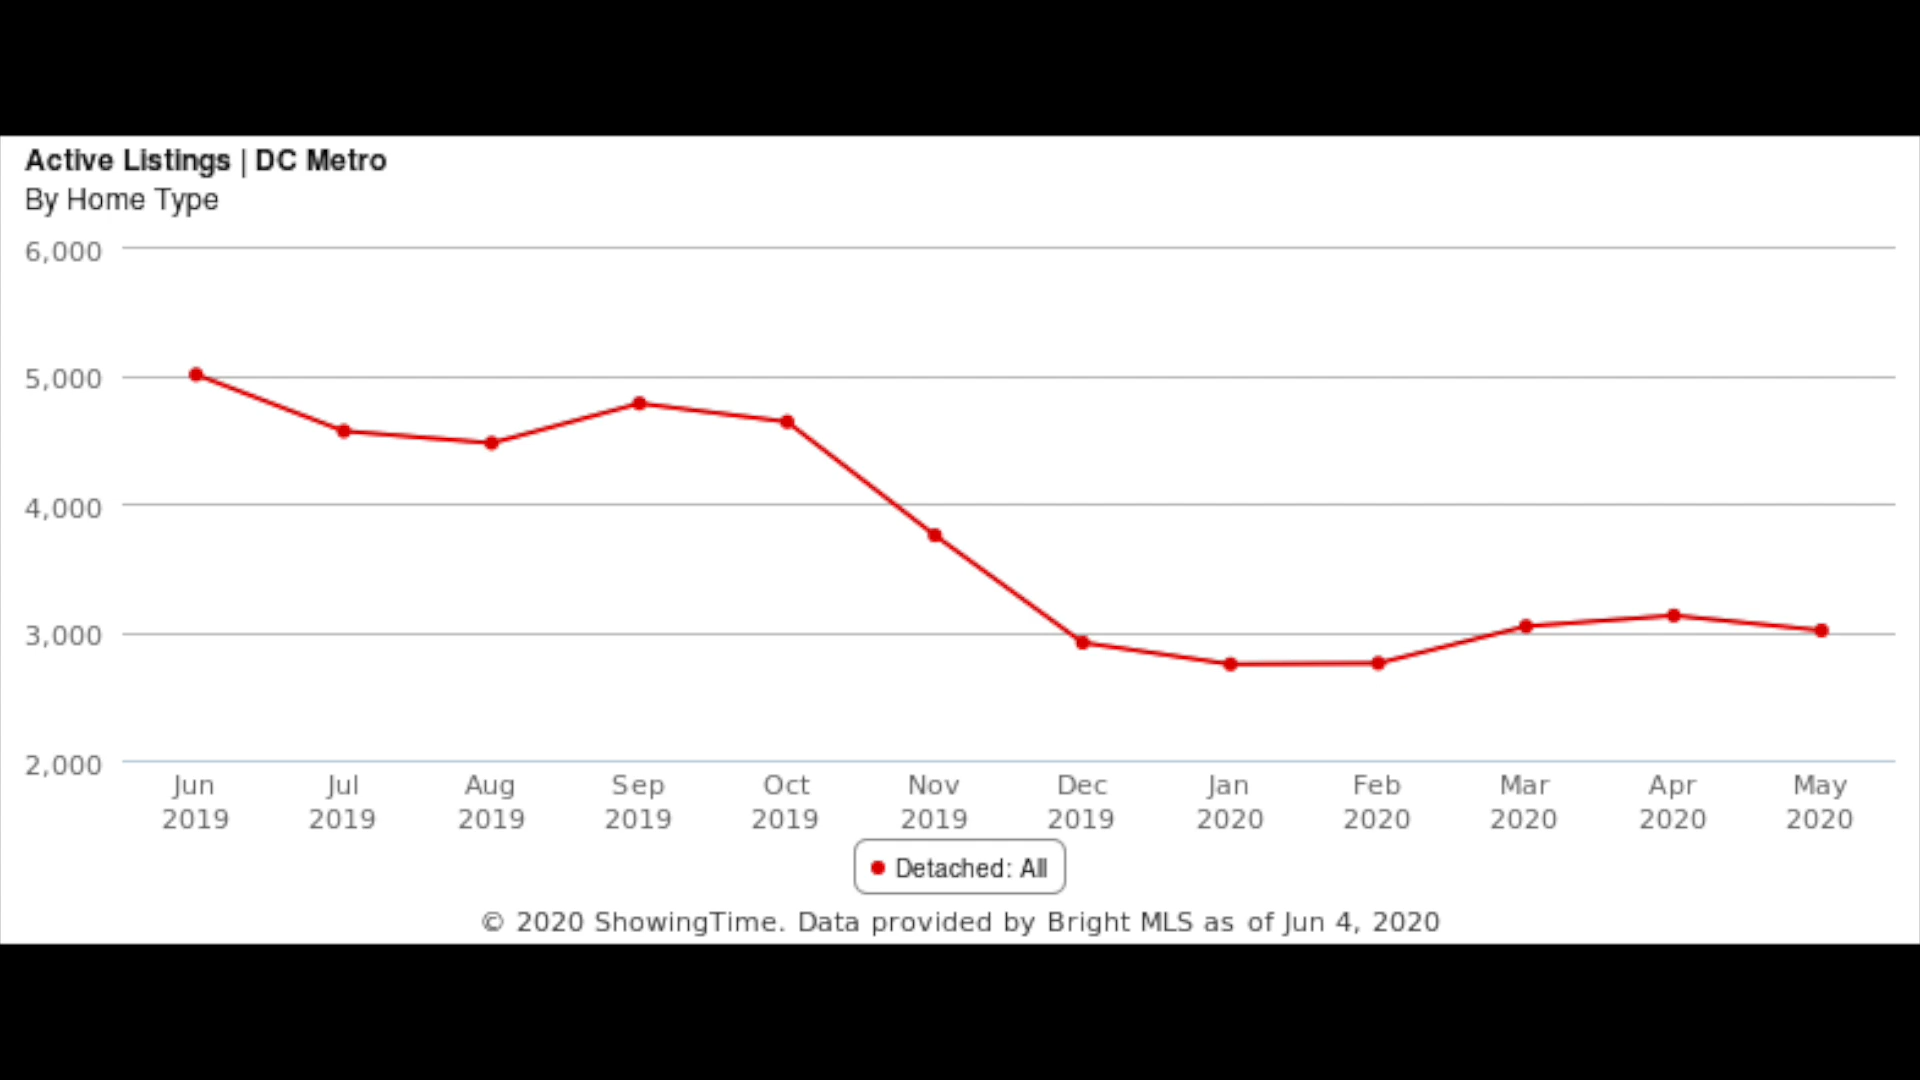 Active Listings | DC Metro
By Home Type
6,000
5,000
4,000
3,000
2,000
Jun 2019
Jul 2019
Aug 2019
Sep 2019
Oct 2019
Nov 2019
Dec 2019
Jan 2020
Feb 2020
Mar 2020
Apr 2020
May 2020
Detached: All
© 2020 ShowingTime. Data provided by Bright MLS as of Jun 4, 2020